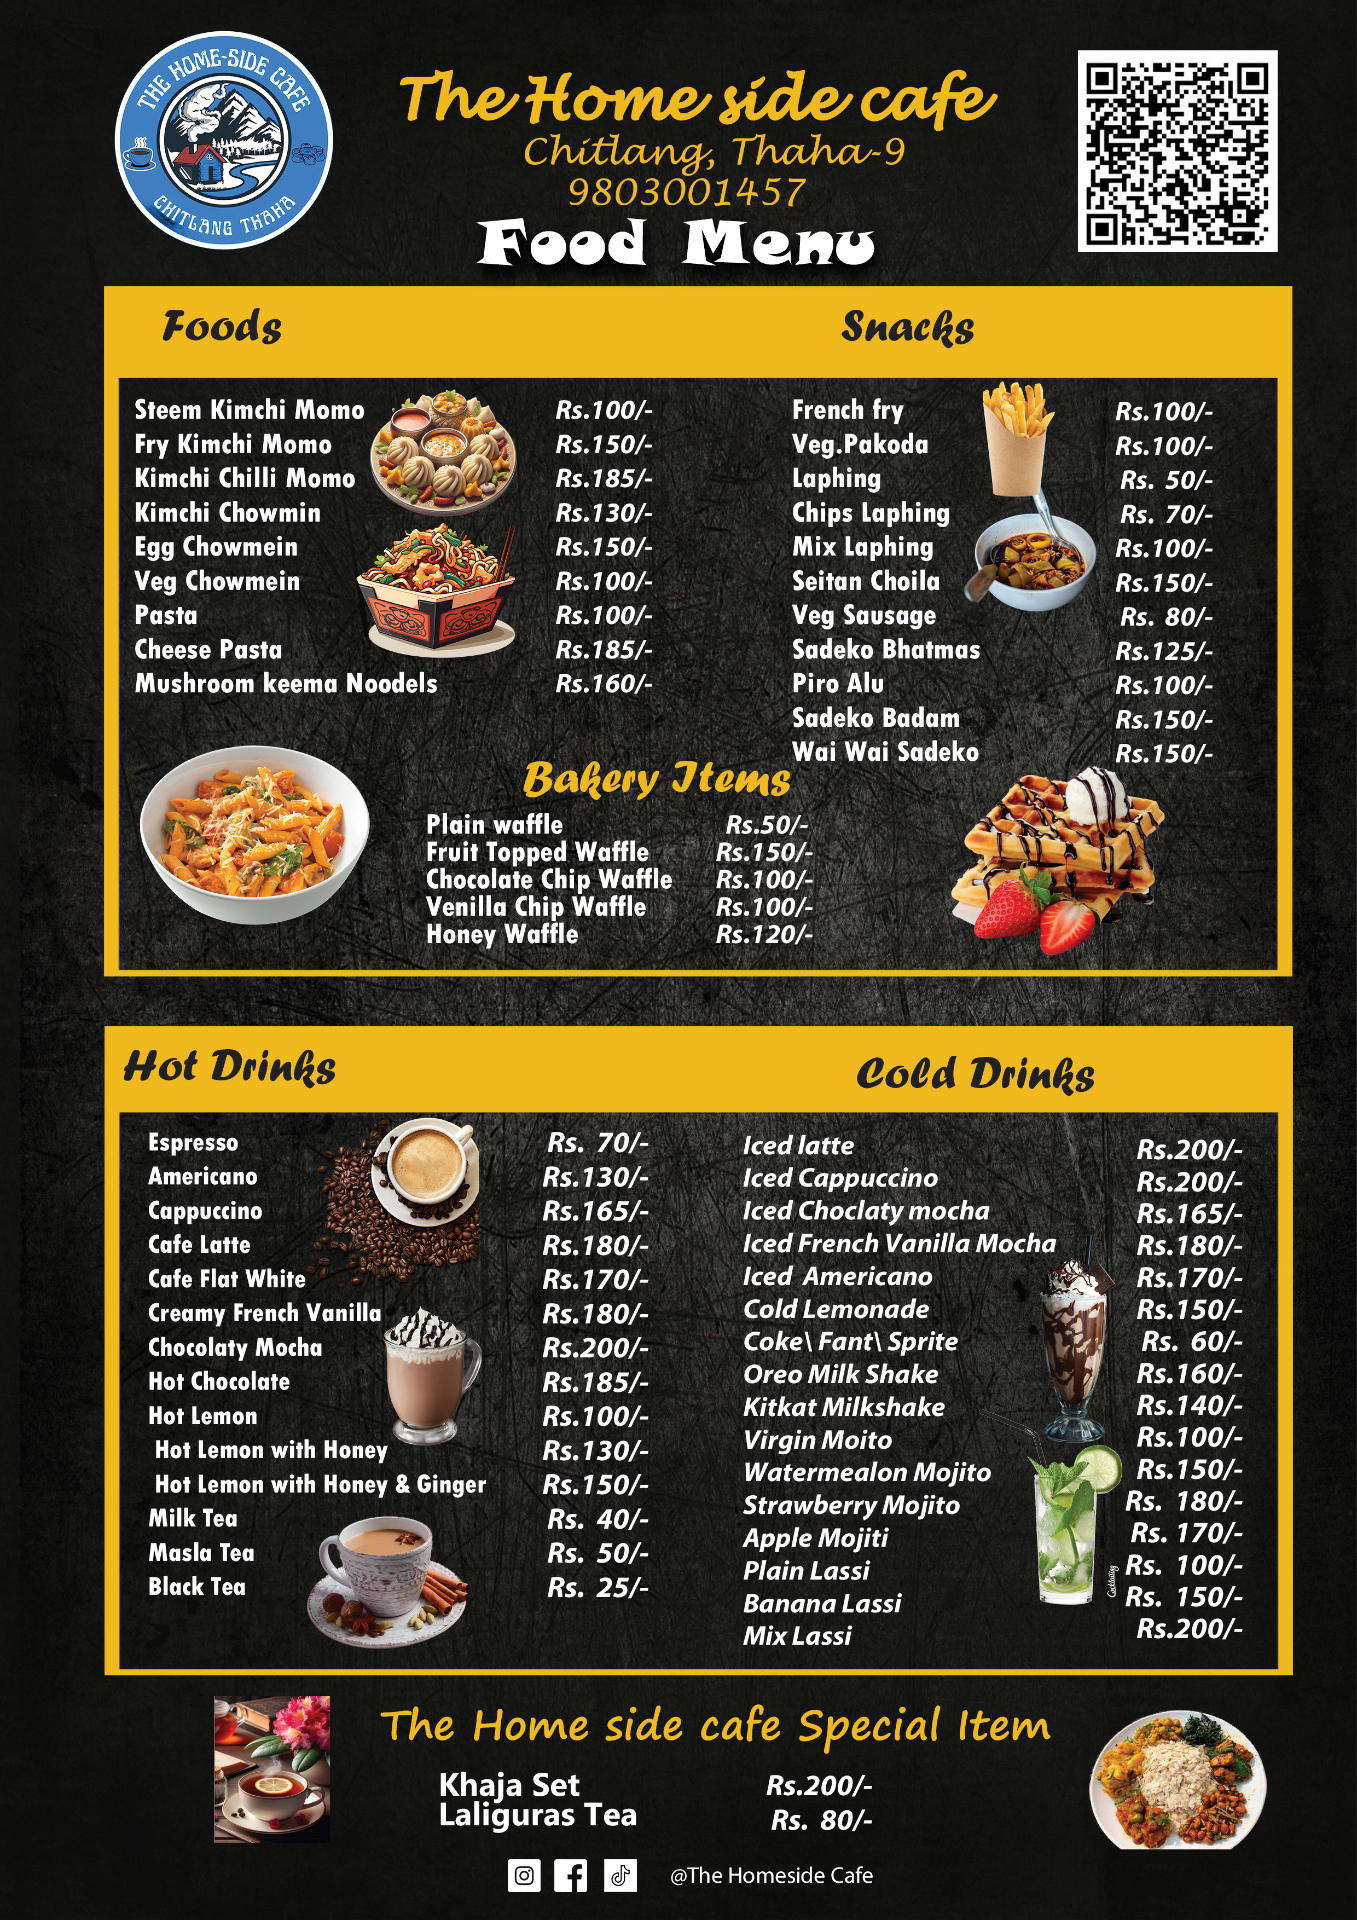 THE HOME-SIDE CAFE
CHITLANG THAHA
The Home side cafe
Chitlang, Thaha-9
9803001457
Food Menu
Foods
Steem Kimchi Momo Rs.100/-
Fry Kimchi Momo Rs.150/-
Kimchi Chilli Momo Rs.185/-
Kimchi Chowmin Rs.130/-
Egg Chowmein Rs.150/-
Veg Chowmein Rs.100/-
Pasta Rs.100/-
Cheese Pasta Rs.185/-
Mushroom keema Noodels Rs.160/-
Snacks
French fry Rs.100/-
Veg.Pakoda Rs.100/-
Laphing Rs. 50/-
Chips Laphing Rs. 70/-
Mix Laphing Rs.100/-
Seitan Choila Rs.150/-
Veg Sausage Rs. 80/-
Sadeko Bhatmas Rs.125/-
Piro Alu Rs.100/-
Sadeko Badam Rs.150/-
Wai Wai Sadeko Rs.150/-
Bakery Items
Plain waffle Rs.50/-
Fruit Topped Waffle Rs.150/-
Chocolate Chip Waffle Rs.100/-
Venilla Chip Waffle Rs.100/-
Honey Waffle Rs.120/-
Hot Drinks
Espresso Rs. 70/-
Americano Rs.130/-
Cappuccino Rs.165/-
Cafe Latte Rs.180/-
Cafe Flat White Rs.170/-
Creamy French Vanilla Rs.180/-
Chocolaty Mocha Rs.200/-
Hot Chocolate Rs.185/-
Hot Lemon Rs.100/-
Hot Lemon with Honey Rs.130/-
Hot Lemon with Honey & Ginger Rs.150/-
Milk Tea Rs. 40/-
Masla Tea Rs. 50/-
Black Tea Rs. 25/-
Cold Drinks
Iced latte Rs.200/-
Iced Cappuccino Rs.200/-
Iced Choclaty mocha Rs.165/-
Iced French Vanilla Mocha Rs.180/-
Iced Americano Rs.170/-
Cold Lemonade Rs.150/-
Coke\ Fant\ Sprite Rs. 60/-
Oreo Milk Shake Rs.160/-
Kitkat Milkshake Rs.140/-
Virgin Moito Rs.100/-
Watermealon Mojito Rs.150/-
Strawberry Mojito Rs. 180/-
Apple Mojiti Rs. 170/-
Plain Lassi Rs. 100/-
Banana Lassi Rs. 150/-
Mix Lassi Rs.200/-
The Home side cafe Special Item
Khaja Set Rs.200/-
Laliguras Tea Rs. 80/-
@The Homeside Cafe